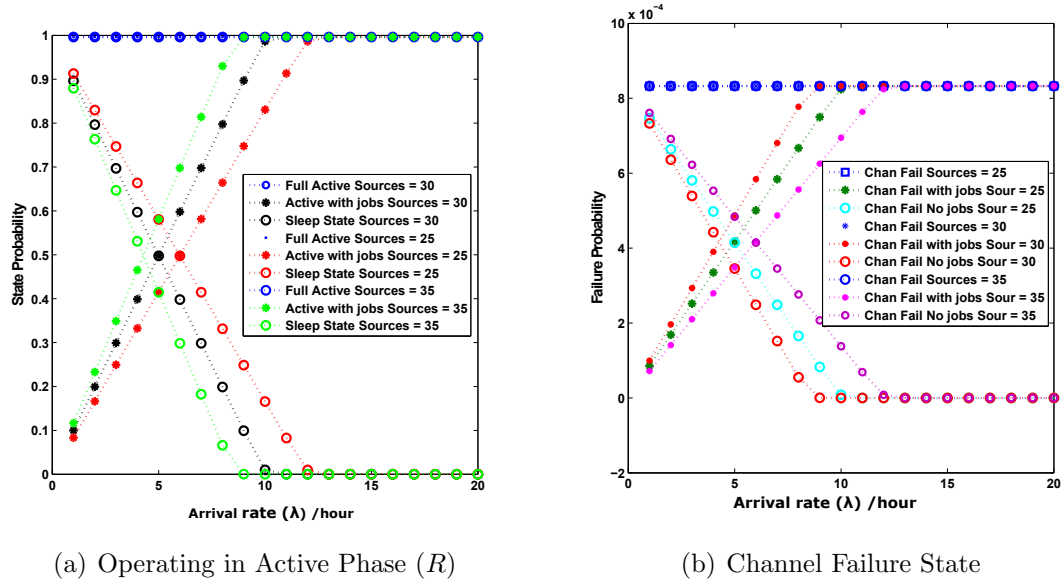 1
0.9
0.8
0.7
0.6
0.5
0.4
0.3
0.2
0.1
0
State Probability
Full Active Sources = 30
Active with jobs Sources = 30
Sleep State Sources = 30
Full Active Sources = 25
Active with jobs Sources = 25
Sleep State Sources = 25
Full Active Sources = 35
Active with jobs Sources = 35
Sleep State Sources = 35
0 5 10 15 20
Arrival rate (λ) /hour
(a) Operating in Active Phase (R)
x 10⁻⁴
10
8
6
4
2
0
−2
Failure Probability
Chan Fail Sources = 25
Chan Fail with jobs Sour = 25
Chan Fail No jobs Sour = 25
Chan Fail Sources = 30
Chan Fail with jobs Sour = 30
Chan Fail No jobs Sour = 30
Chan Fail Sources = 35
Chan Fail with jobs Sour = 35
Chan Fail No jobs Sour = 35
0 5 10 15 20
Arrival rate (λ) /hour
(b) Channel Failure State